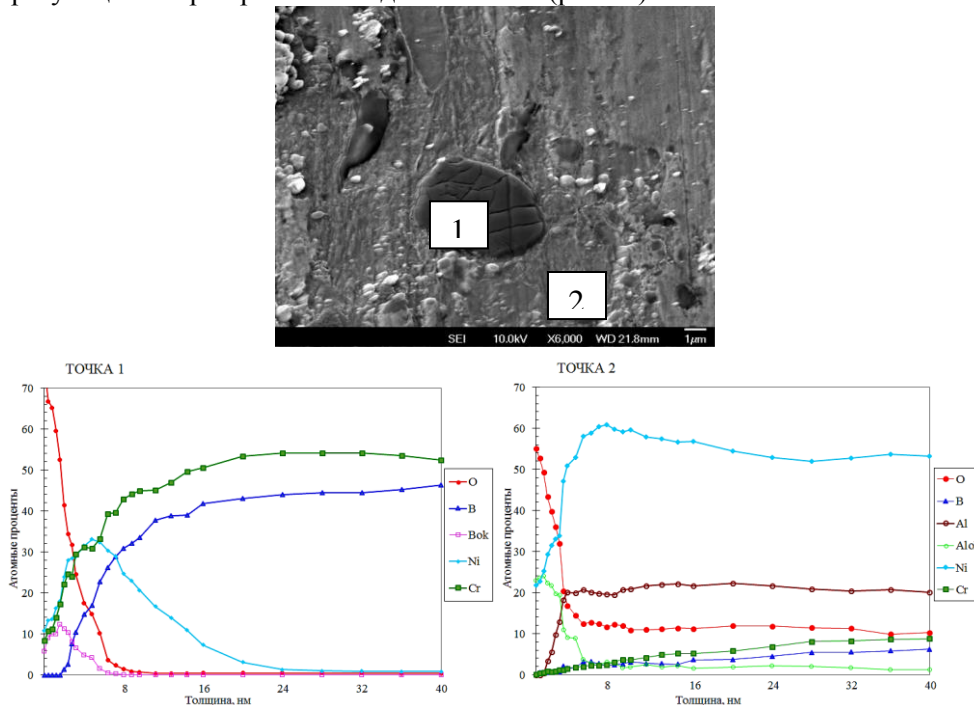 1
2
SEI 10.0kV X6,000 WD 21.8mm 1µm
ТОЧКА 1
70
60
50
40
30
20
10
0
Атомные проценты
8 16 24 32 40
Толщина, нм
O
B
Bok
Ni
Cr
ТОЧКА 2
70
60
50
40
30
20
10
0
Атомные проценты
8 16 24 32 40
Толщина, нм
O
B
Al
Alo
Ni
Cr